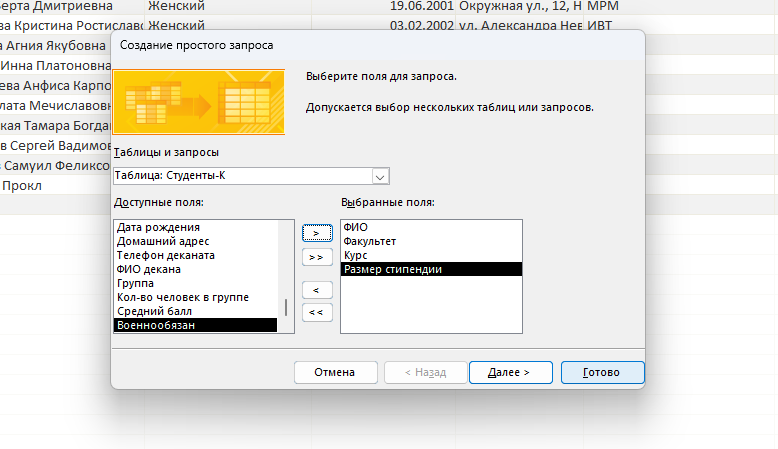 ерта Дмитриевна Женский 19.06.2001 Окружная ул., 12, Н МРМ
ва Кристина Ростислав Женский 03.02.2002 ул. Александра Нев ИВТ
а Агния Якубовна
Инна Платоновна
ева Анфиса Карпо
лата Мечиславовн
кая Тамара Богда
в Сергей Вадимов
в Самуил Феликсо
Прокл
Создание простого запроса
Выберите поля для запроса.
Допускается выбор нескольких таблиц или запросов.
Таблицы и запросы
Таблица: Студенты-К
Доступные поля:
Дата рождения
Домашний адрес
Телефон деканата
ФИО декана
Группа
Кол-во человек в группе
Средний балл
Военнообязан
>
>>
<
<<
Выбранные поля:
ФИО
Факультет
Курс
Размер стипендии
Отмена
< Назад
Далее >
Готово